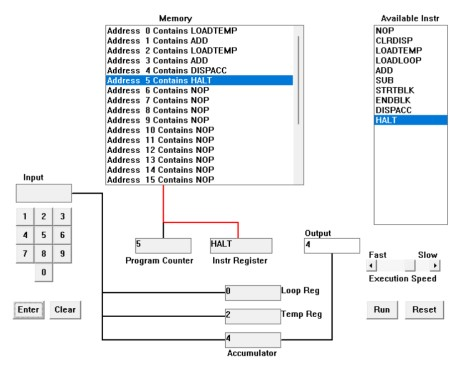 Memory
Address 0 Contains LOADTEMP
Address 1 Contains ADD
Address 2 Contains LOADTEMP
Address 3 Contains ADD
Address 4 Contains DISPACC
Address 5 Contains HALT
Address 6 Contains NOP
Address 7 Contains NOP
Address 8 Contains NOP
Address 9 Contains NOP
Address 10 Contains NOP
Address 11 Contains NOP
Address 12 Contains NOP
Address 13 Contains NOP
Address 14 Contains NOP
Address 15 Contains NOP
Available Instr
NOP
CLRDISP
LOADTEMP
LOADLOOP
ADD
SUB
STRTBLK
ENDBLK
DISPACC
HALT
Input
1 2 3
4 5 6
7 8 9
0
Enter Clear
5
Program Counter
HALT
Instr Register
Output
4
Fast Slow
Execution Speed
Run Reset
0 Loop Reg
2 Temp Reg
4
Accumulator